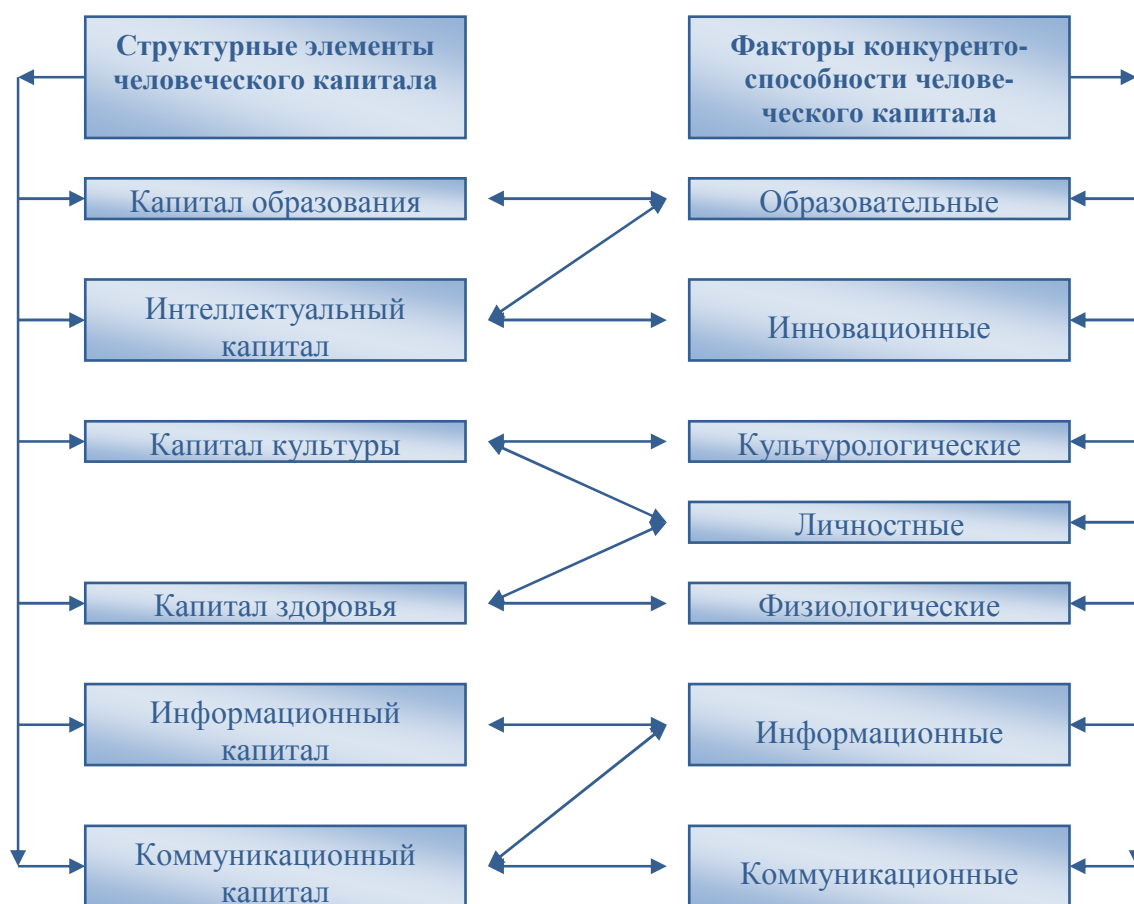 Структурные элементы
человеческого капитала
Факторы конкуренто-
способности челове-
ческого капитала
Капитал образования
Образовательные
Интеллектуальный
капитал
Инновационные
Капитал культуры
Культурологические
Личностные
Капитал здоровья
Физиологические
Информационный
капитал
Информационные
Коммуникационный
капитал
Коммуникационные